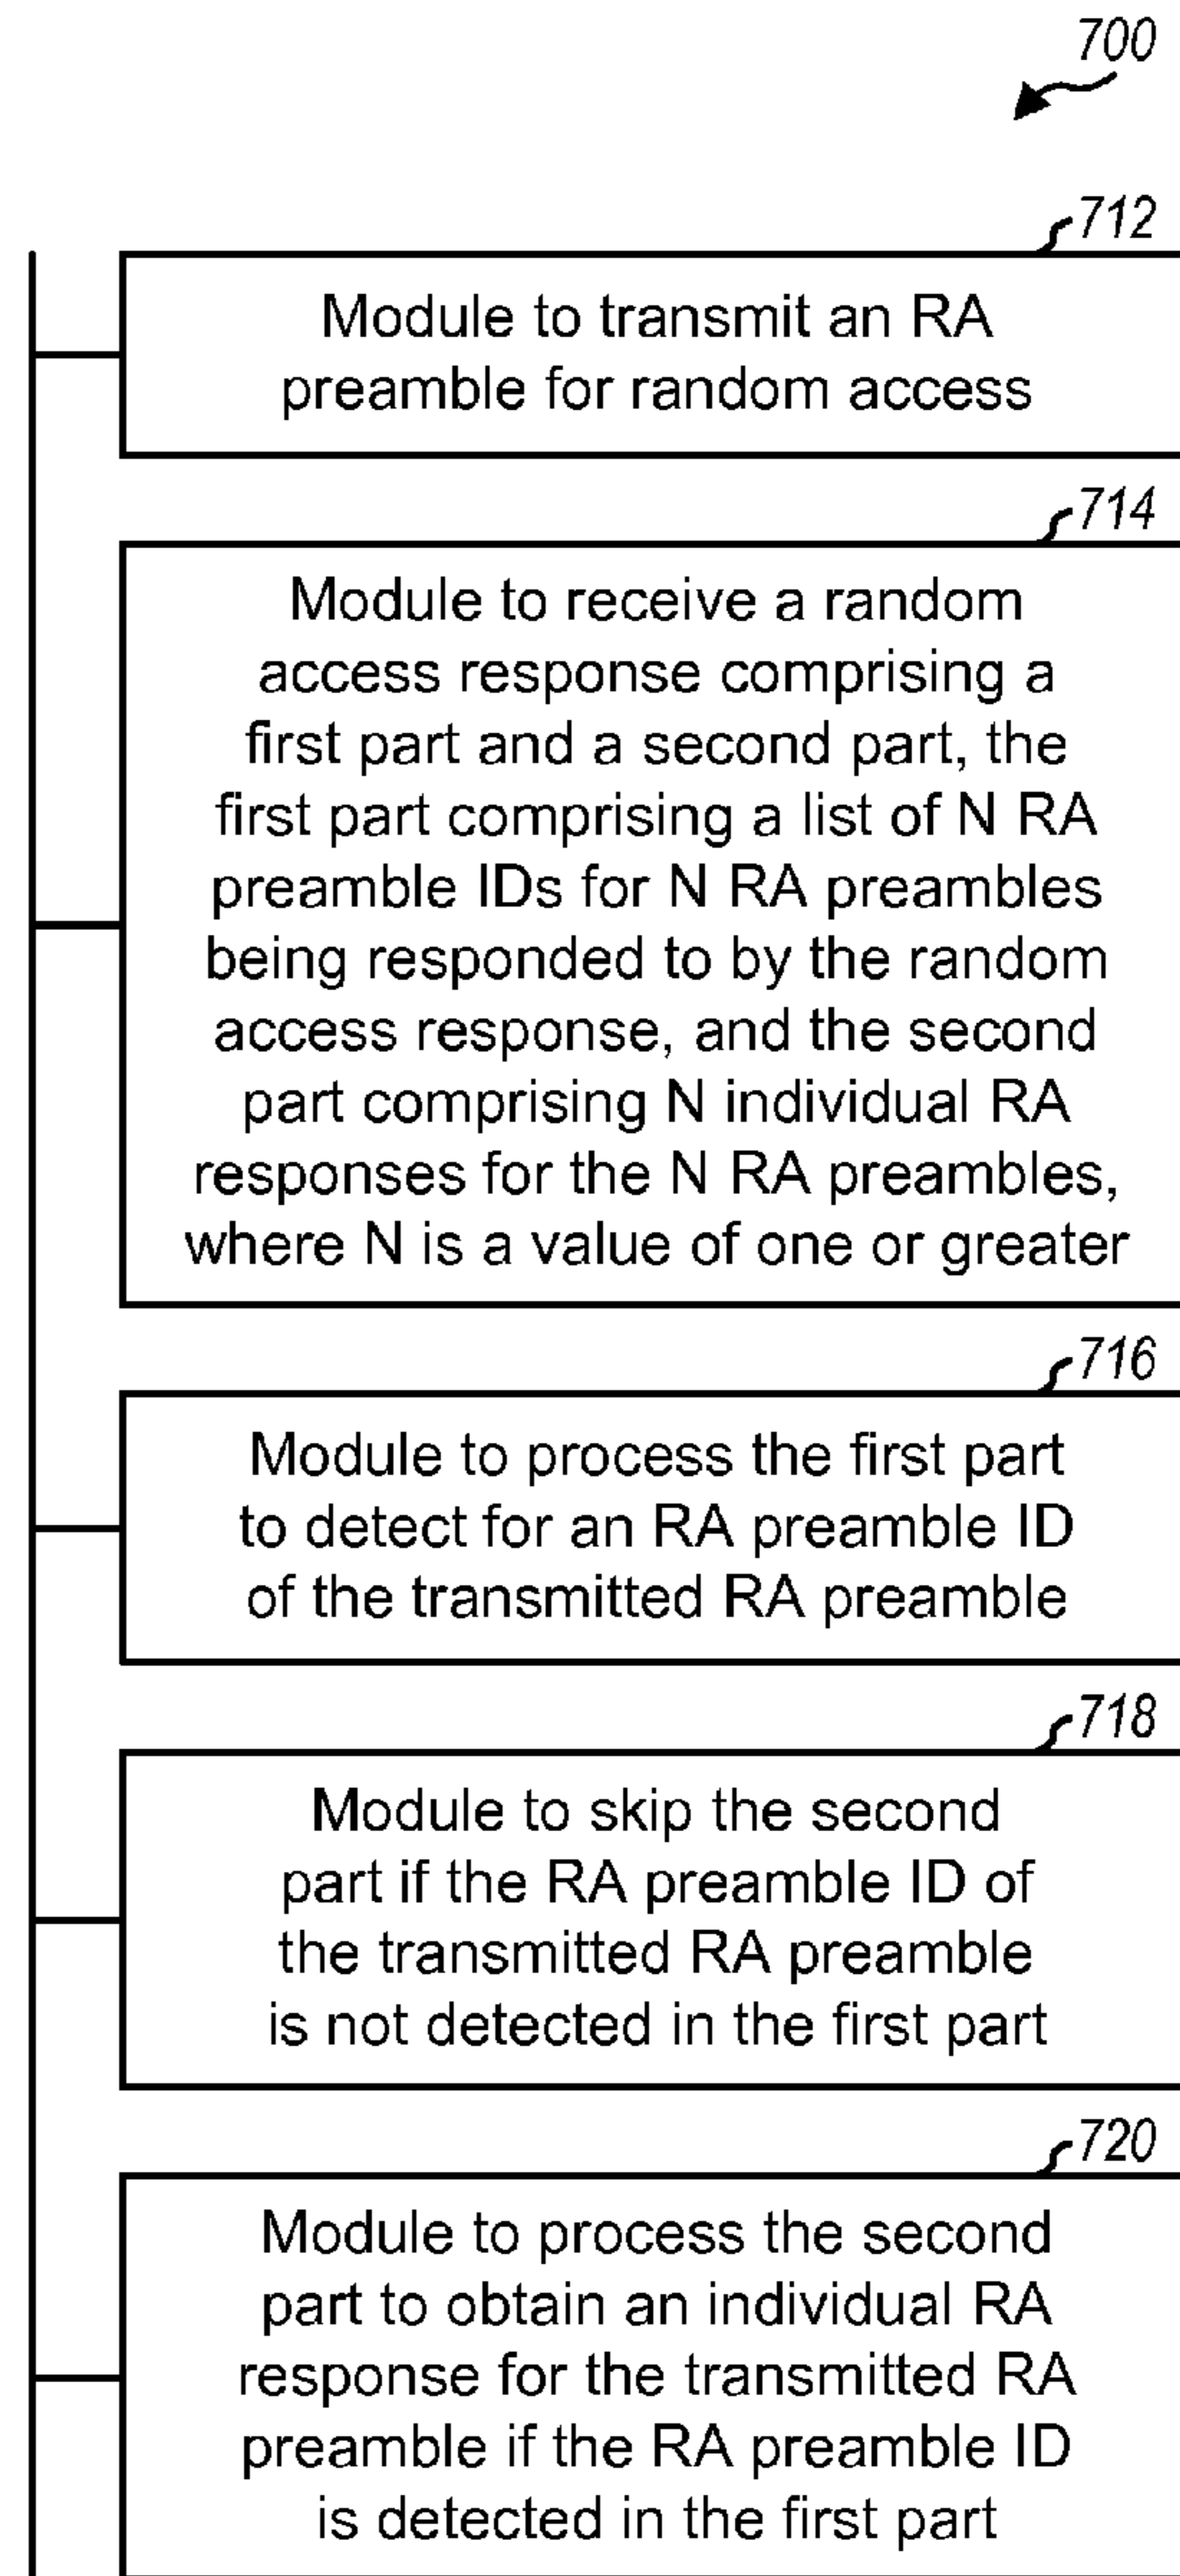 700
712
Module to transmit an RA
preamble for random access
714
Module to receive a random
access response comprising a
first part and a second part, the
first part comprising a list of N RA
preamble IDs for N RA preambles
being responded to by the random
access response, and the second
part comprising N individual RA
responses for the N RA preambles,
where N is a value of one or greater
716
Module to process the first part
to detect for an RA preamble ID
of the transmitted RA preamble
718
Module to skip the second
part if the RA preamble ID of
the transmitted RA preamble
is not detected in the first part
720
Module to process the second
part to obtain an individual RA
response for the transmitted RA
preamble if the RA preamble ID
is detected in the first part